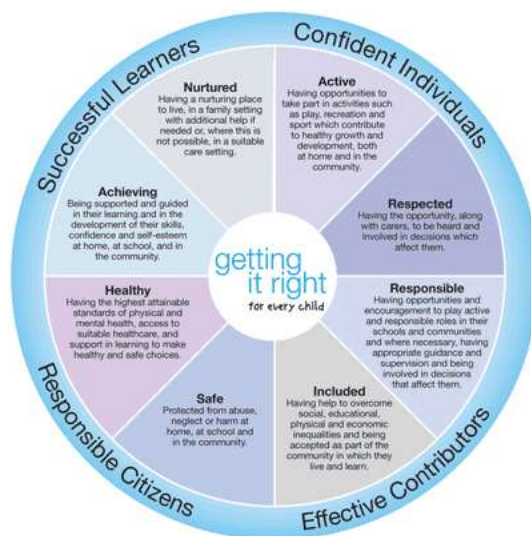 Successful Learners
Confident Individuals
Nurtured
Having a nurturing place
to live, in a family setting
with additional help if
needed or, where this is
not possible, in a suitable
care setting.
Active
Having opportunities to
take part in activities such
as play, recreation and
sport which contribute
to healthy growth and
development, both
at home and in the
community.
Achieving
Being supported and guided
in their learning and in the
development of their skills,
confidence and self-esteem
at home, at school, and in
the community.
Respected
Having the opportunity, along
with carers, to be heard and
involved in decisions which
affect them.
getting
it right
for every child
Healthy
Having the highest attainable
standards of physical and
mental health, access to
suitable healthcare, and
support in learning to make
healthy and safe choices.
Responsible
Having opportunities and
encouragement to play active
and responsible roles in their
schools and communities
and where necessary, having
appropriate guidance and
supervision and being
involved in decisions
that affect them.
Safe
Protected from abuse,
neglect or harm at
home, at school and
in the community.
Included
Having help to overcome
social, educational,
physical and economic
inequalities and being
accepted as part of the
community in which they
live and learn.
Responsible Citizens
Effective Contributors